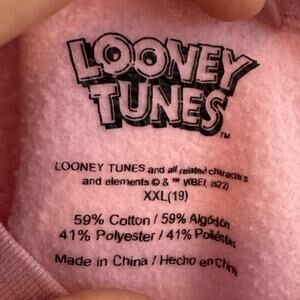 LOONEY
TUNES
TM
LOONEY TUNES and all related characters
and elements © & ™ WBEI (s22)
XXL(19)
59% Cotton / 59% Algodón
41% Polyester / 41% Poliéster
Made in China / Hecho en China